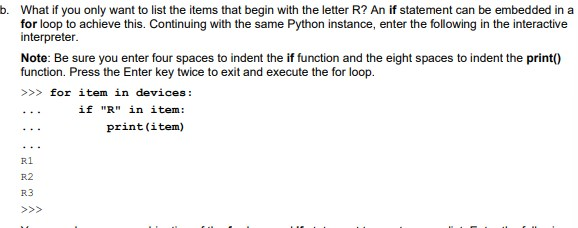 b. What if you only want to list the items that begin with the letter R? An if statement can be embedded in a
for loop to achieve this. Continuing with the same Python instance, enter the following in the interactive
interpreter.
Note: Be sure you enter four spaces to indent the if function and the eight spaces to indent the print()
function. Press the Enter key twice to exit and execute the for loop.
>>> for item in devices:
...     if "R" in item:
...         print(item)
...
R1
R2
R3
>>>